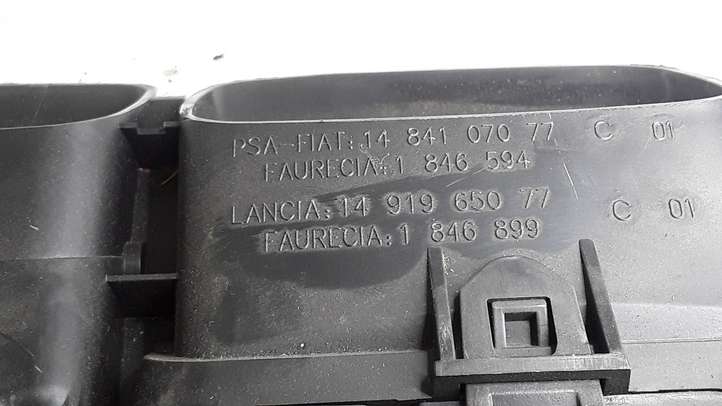 PSA-FIAT: 14 841 070 77 C 01
FAURECIA: 1 846 594
LANCIA: 14 919 650 77 C 01
FAURECIA: 1 846 899